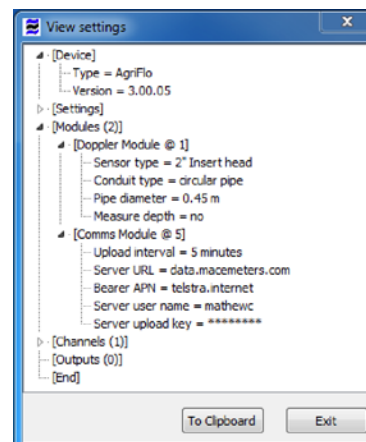 View settings
[Device]
Type = AgriFlo
Version = 3.00.05
[Settings]
[Modules (2)]
[Doppler Module @ 1]
Sensor type = 2" Insert head
Conduit type = circular pipe
Pipe diameter = 0.45 m
Measure depth = no
[Comms Module @ 5]
Upload interval = 5 minutes
Server URL = data.macemeters.com
Bearer APN = telstra.internet
Server user name = mathewc
Server upload key = ********
[Channels (1)]
[Outputs (0)]
[End]
To Clipboard
Exit